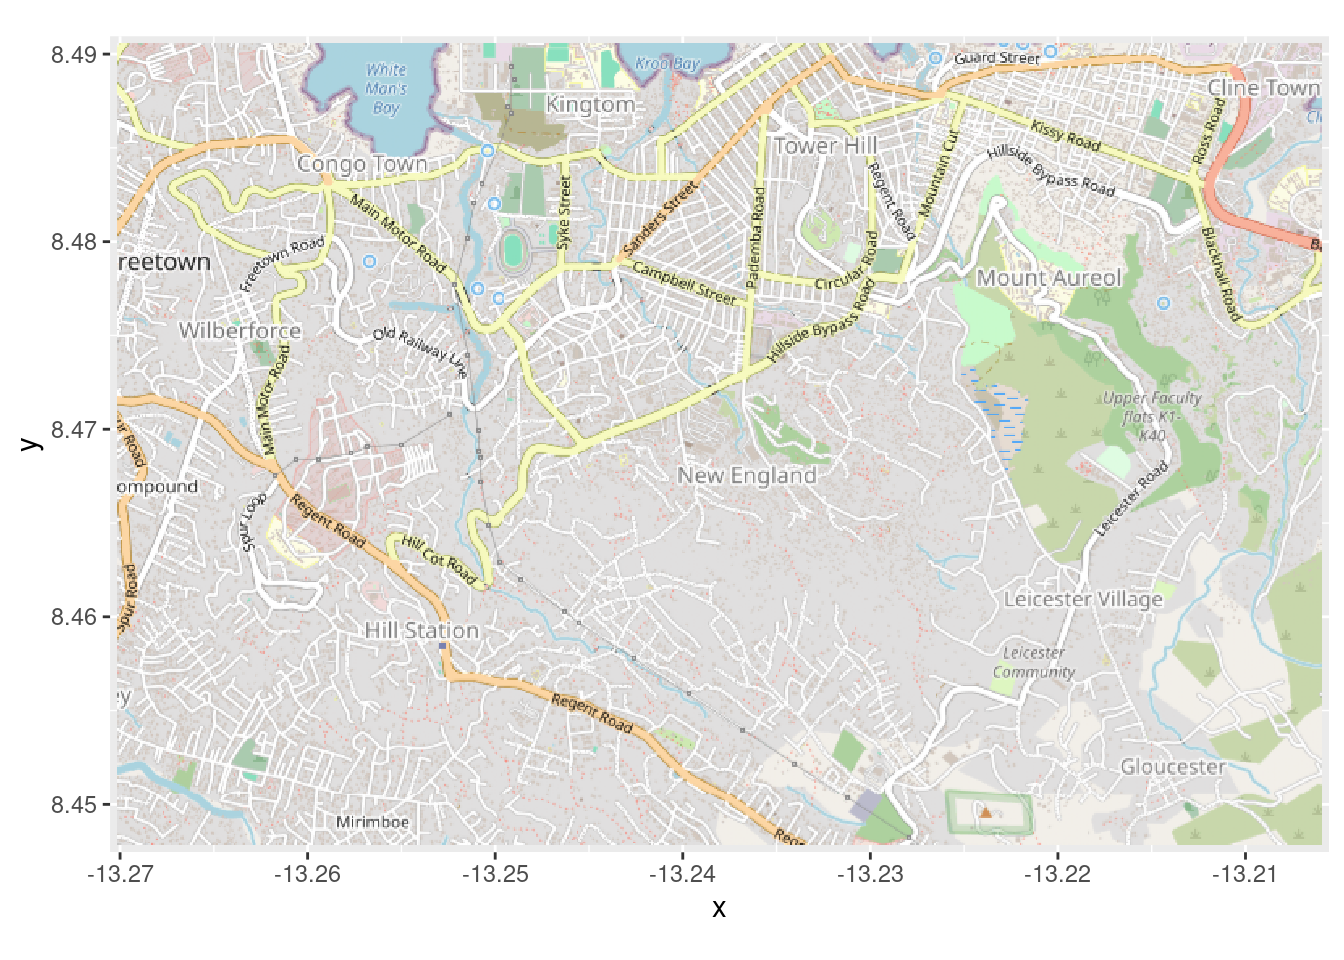 8.49
8.48
8.47
8.46
8.45
y
White
Man's
Bay
Kroo Bay
Guard Street
Kingtom
Cline Town
Congo Town
Tower Hill
Kissy Road
Ross Road
Hillside Bypass Road
Mountain Cut
Regent Road
Main Motor Road
Syke Street
Sanders Street
Pademba Road
Freetown Road
reetown
Campbell Street
Circular Road
Mount Aureol
Blackhall Road
Wilberforce
Old Railway Line
Hillside Bypass Road
Main Motor Road
Upper Faculty
flats K1-
K40
ur Road
New England
ompound
Spur Loop
Regent Road
Leicester Road
Hill Cot Road
Spur Road
Leicester Village
Hill Station
Leicester
Community
ey
Regent Road
Gloucester
Mirimboe
Reg
-13.27
-13.26
-13.25
-13.24
-13.23
-13.22
-13.21
x